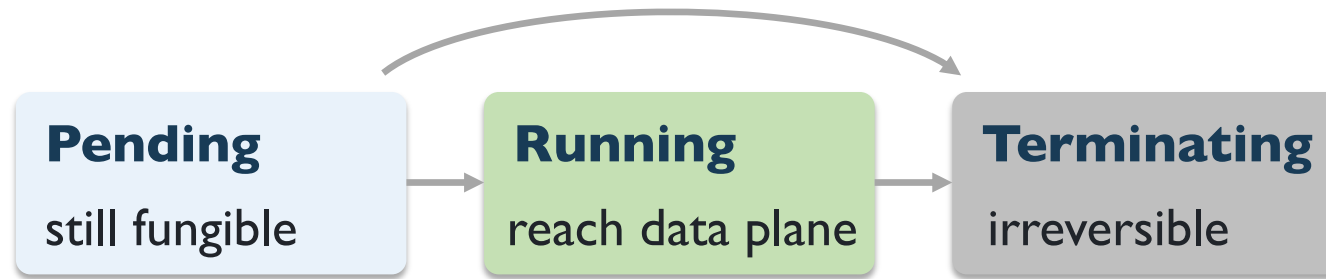 Pending
still fungible
Running
reach data plane
Terminating
irreversible